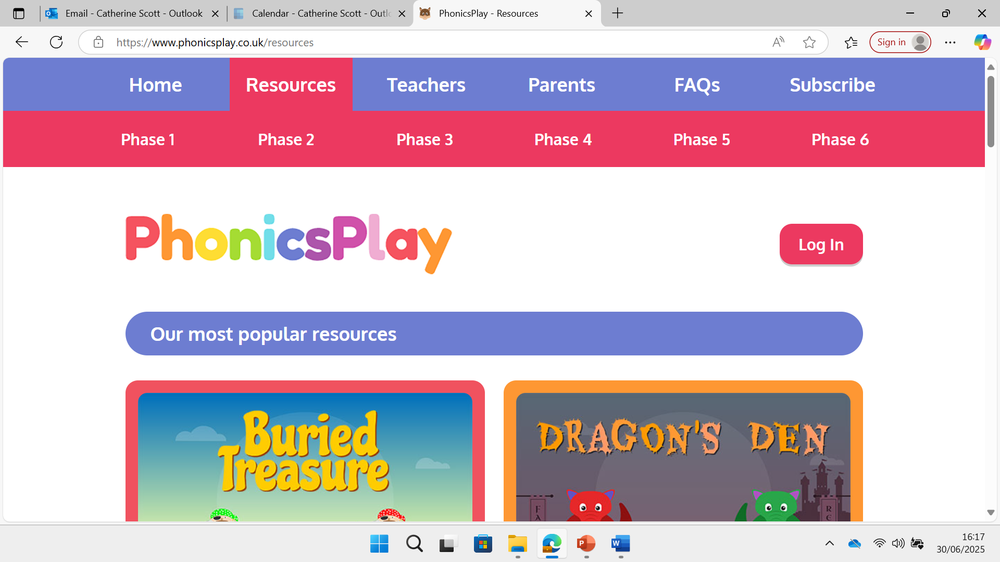 Email - Catherine Scott - Outlook
Calendar - Catherine Scott - Outlo
PhonicsPlay - Resources
https://www.phonicsplay.co.uk/resources
Sign in
Home Resources Teachers Parents FAQs Subscribe
Phase 1 Phase 2 Phase 3 Phase 4 Phase 5 Phase 6
PhonicsPlay
Log In
Our most popular resources
Buried
Treasure
DRAGON'S DEN
FA
RE
16:17
30/06/2025